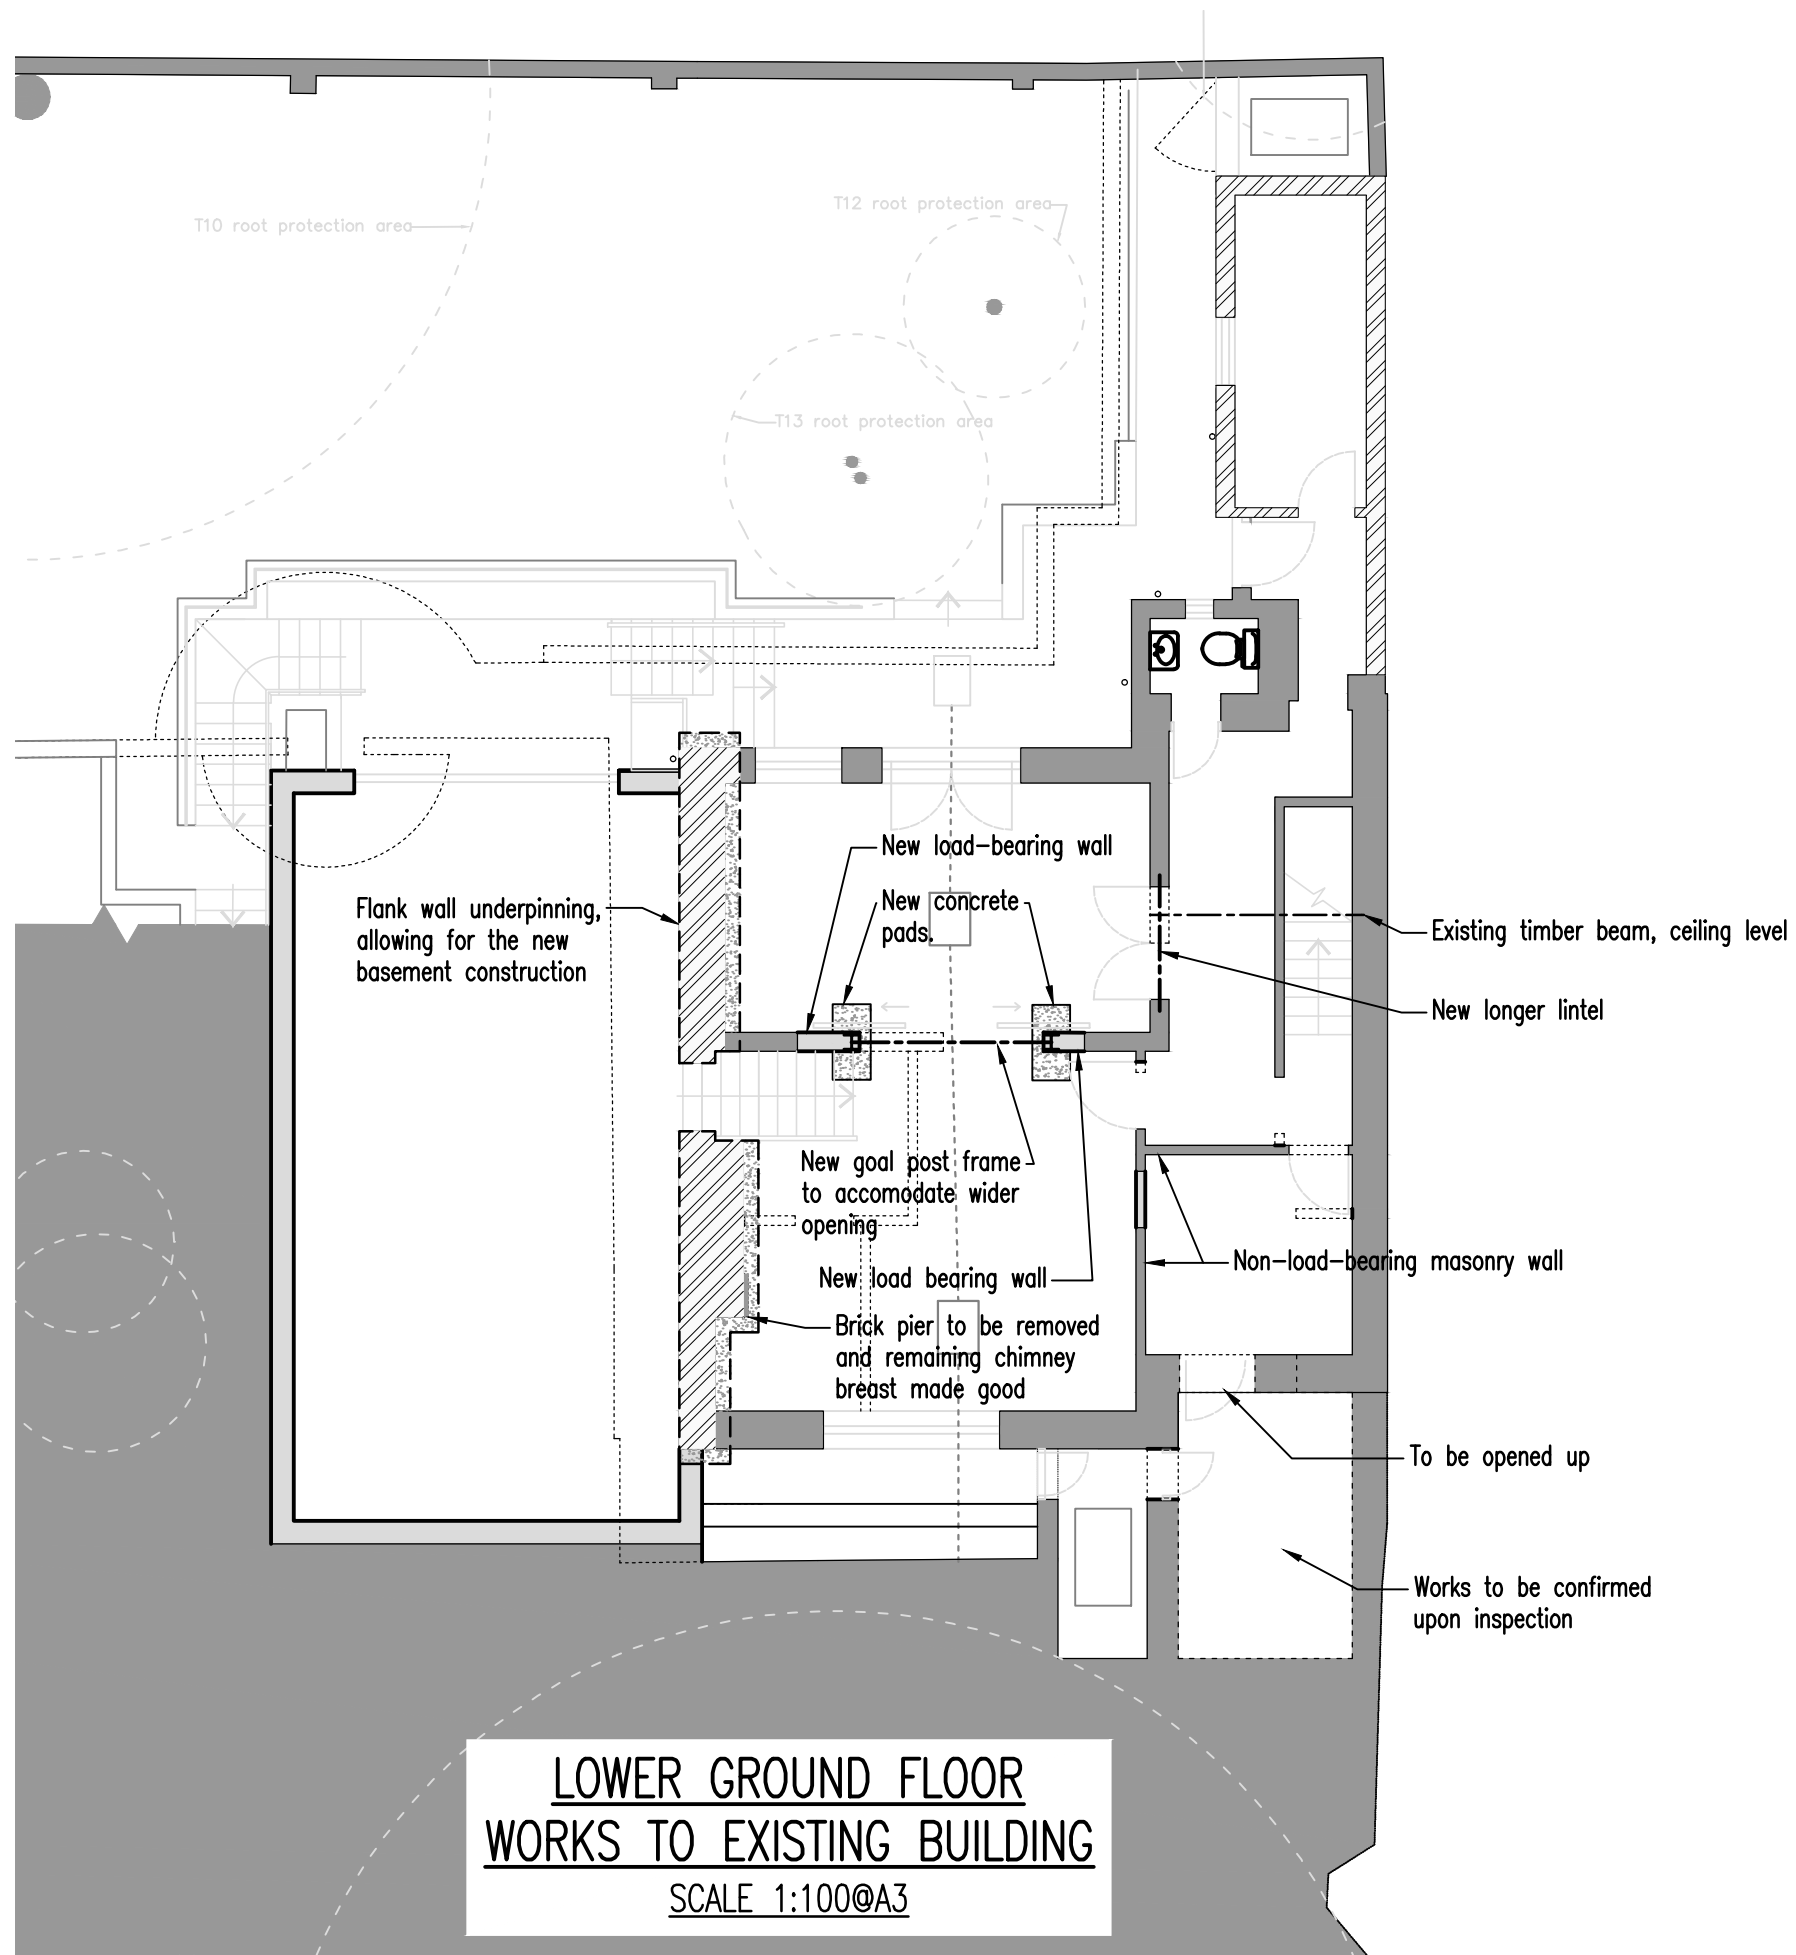 T12 root protection area
T10 root protection area
T13 root protection area
New load-bearing wall
New concrete
pads.
Flank wall underpinning,
allowing for the new
basement construction
Existing timber beam, ceiling level
New longer lintel
New goal post frame
to accomodate wider
opening
Non-load-bearing masonry wall
New load bearing wall
Brick pier to be removed
and remaining chimney
breast made good
To be opened up
Works to be confirmed
upon inspection
LOWER GROUND FLOOR
WORKS TO EXISTING BUILDING
SCALE 1:100@A3